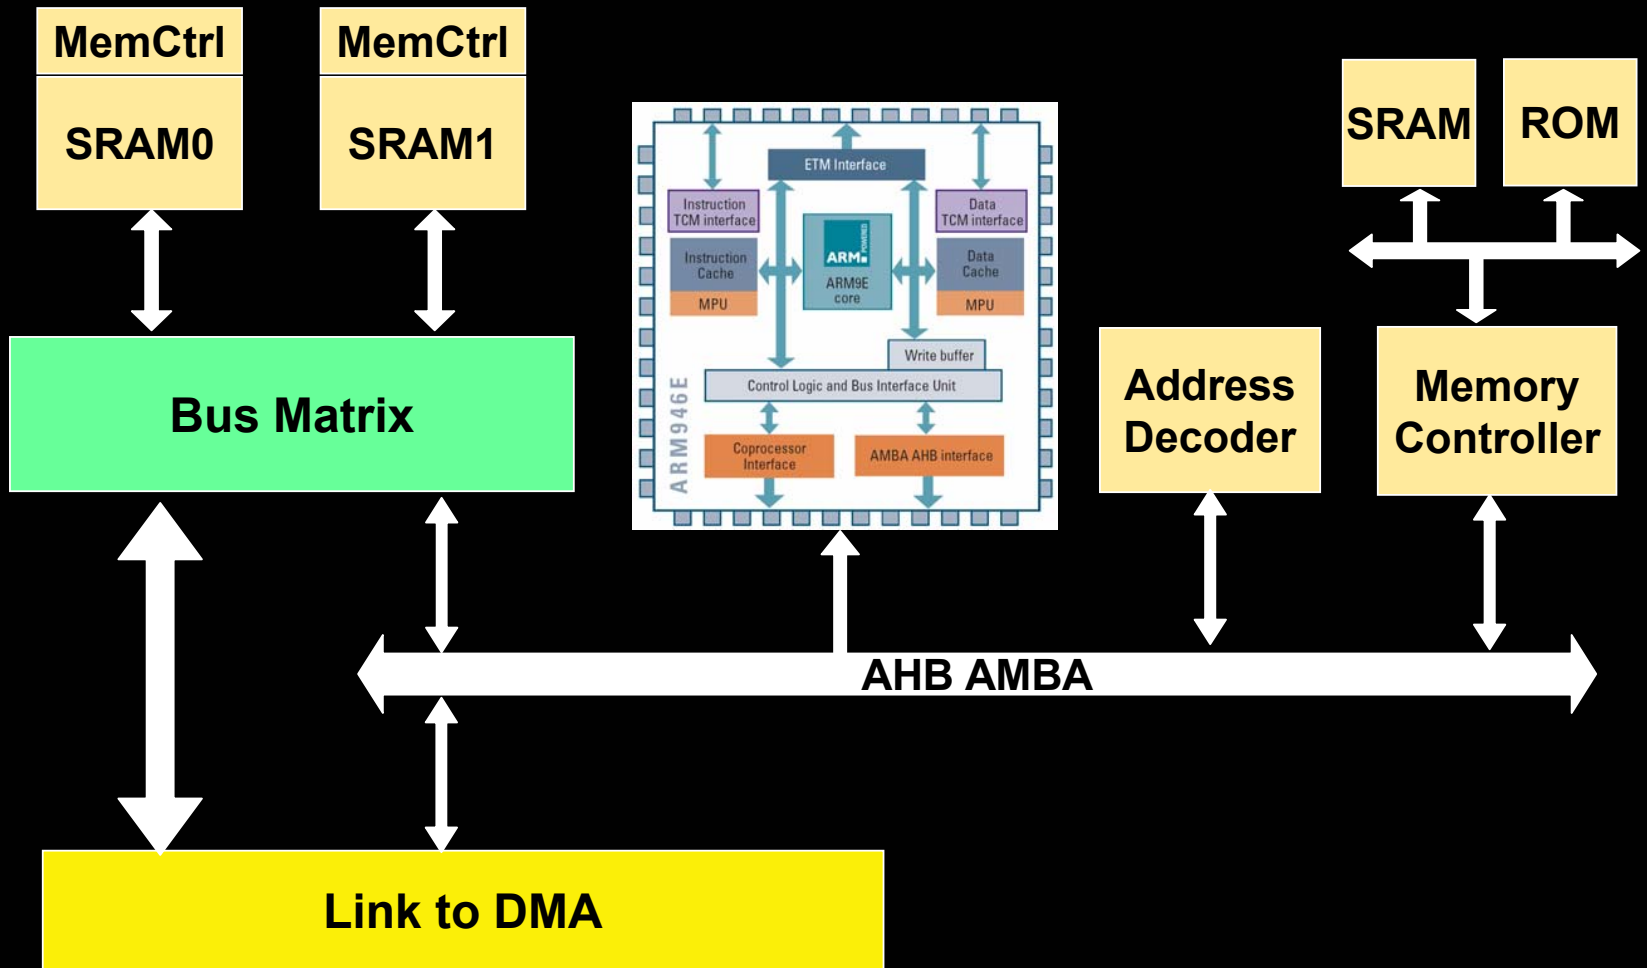 MemCtrl
SRAM0
MemCtrl
SRAM1
ETM Interface
Instruction
TCM interface
Data
TCM interface
Instruction
Cache
MPU
ARM POWERED
ARM9E
core
Data
Cache
MPU
Write buffer
Control Logic and Bus Interface Unit
Coprocessor
Interface
AMBA AHB interface
ARM946E
SRAM
ROM
Bus Matrix
Address
Decoder
Memory
Controller
AHB AMBA
Link to DMA